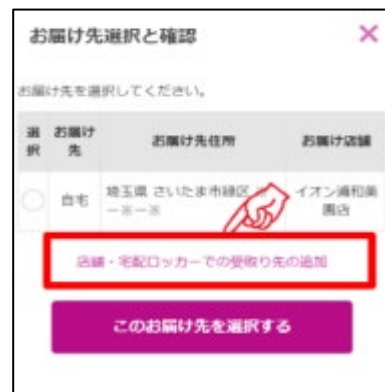 お届け先選択と確認
お届け先を選択してください。
選択 お届け先 お届け先住所 お届け店舗
自宅 埼玉県 さいたま市緑区 イオン浦和美園店
店舗・宅配ロッカーでの受取り先の追加
このお届け先を選択する